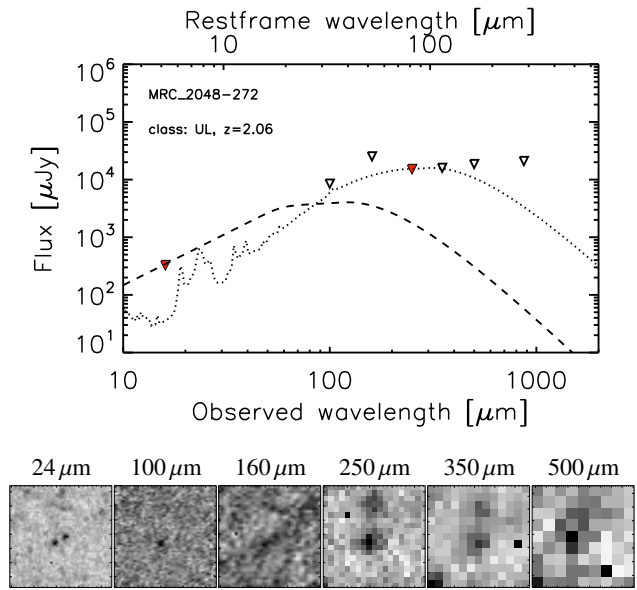 Restframe wavelength [μm]
10 100
10⁶
10⁵
10⁴
10³
10²
10¹
Flux [μJy]
MRC_2048-272
class: UL, z=2.06
10 100 1000
Observed wavelength [μm]
24 μm 100 μm 160 μm 250 μm 350 μm 500 μm